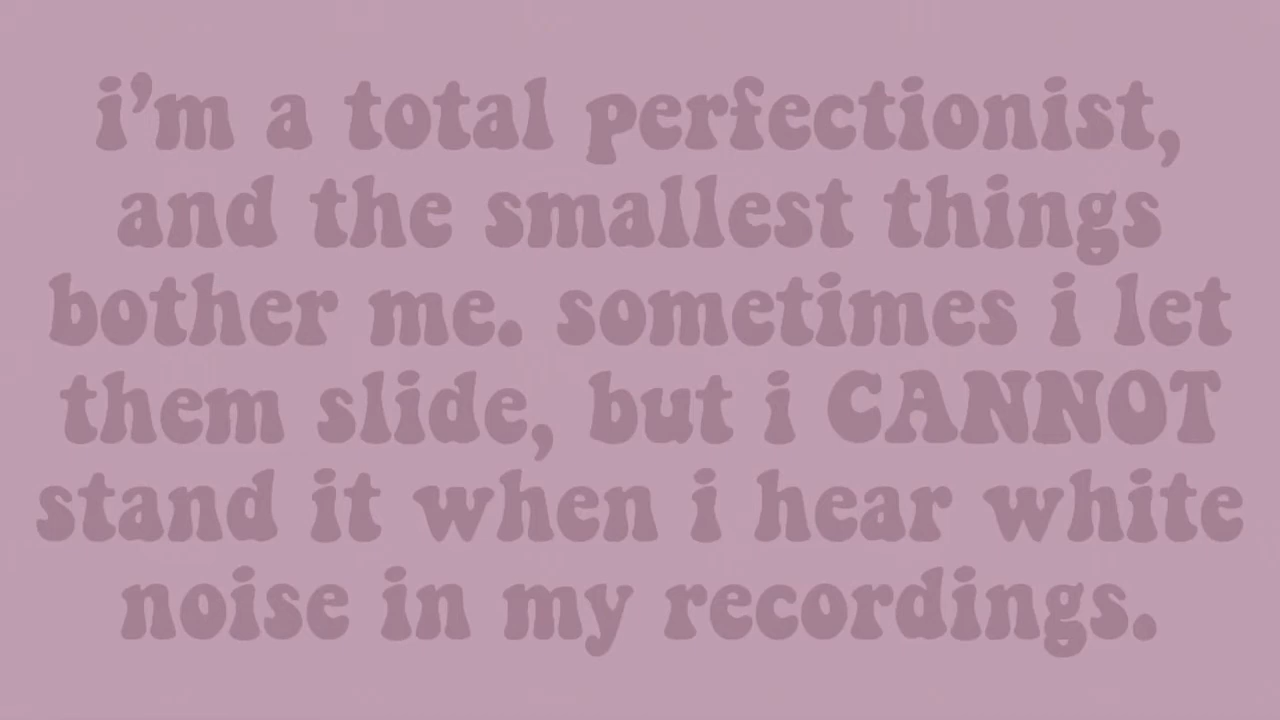 i'm a total perfectionist,
and the smallest things
bother me. sometimes i let
them slide, but i CANNOT
stand it when i hear white
noise in my recordings.